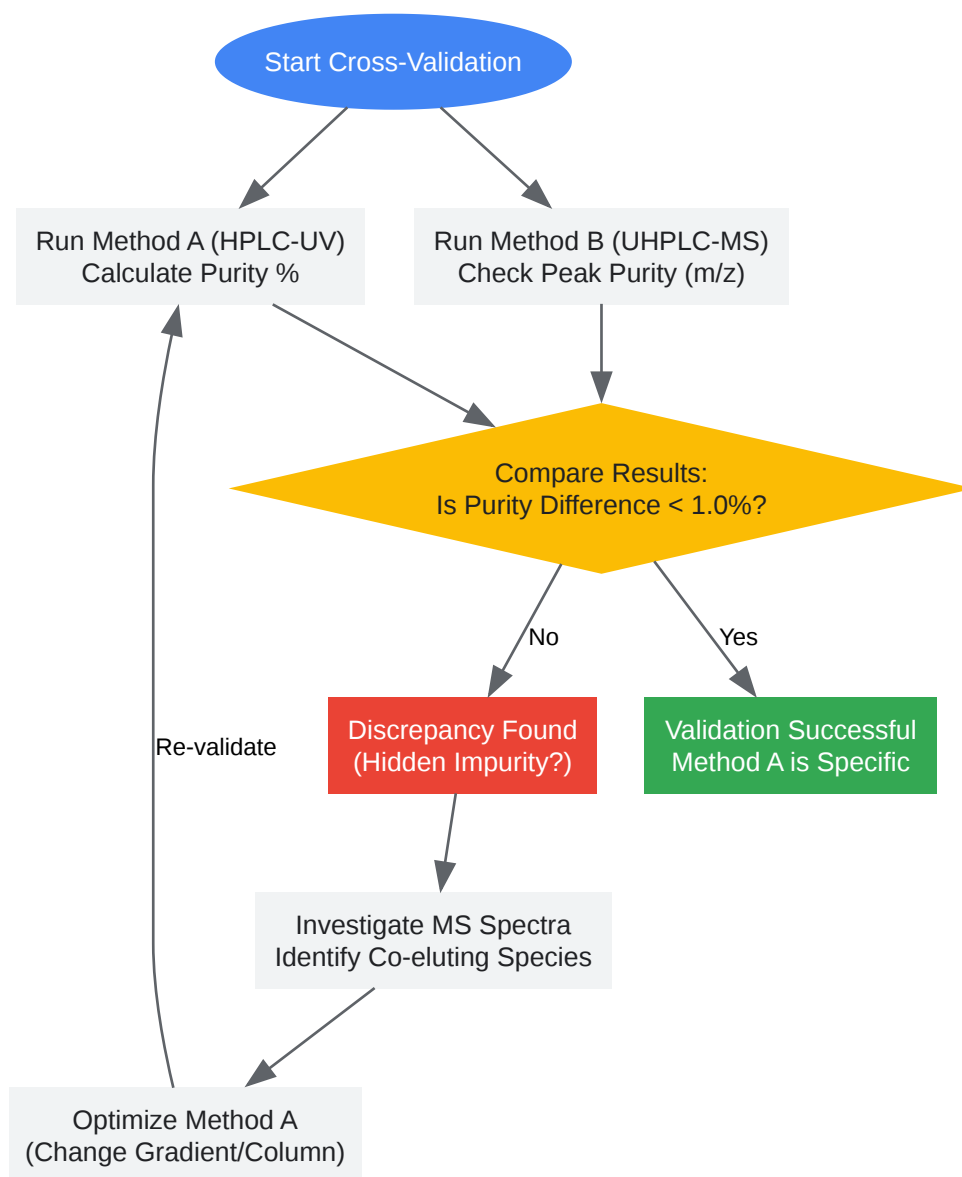 Start Cross-Validation
Run Method A (HPLC-UV)
Calculate Purity %
Run Method B (UHPLC-MS)
Check Peak Purity (m/z)
Compare Results:
Is Purity Difference < 1.0%?
No
Yes
Discrepancy Found
(Hidden Impurity?)
Validation Successful
Method A is Specific
Re-validate
Investigate MS Spectra
Identify Co-eluting Species
Optimize Method A
(Change Gradient/Column)